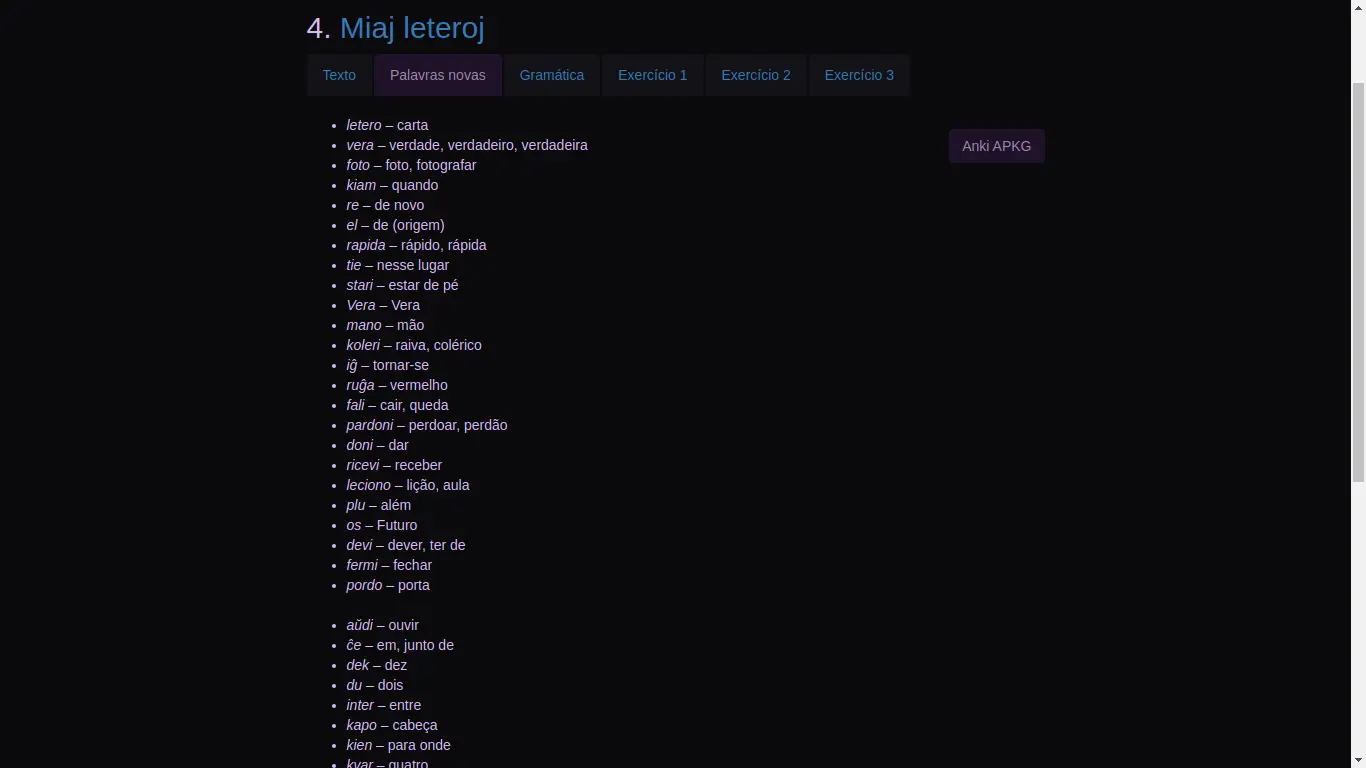 4. Miaj leteroj
Texto
Palavras novas
Gramática
Exercício 1
Exercício 2
Exercício 3
Anki APKG
letero – carta
vera – verdade, verdadeiro, verdadeira
foto – foto, fotografar
kiam – quando
re – de novo
el – de (origem)
rapida – rápido, rápida
tie – nesse lugar
stari – estar de pé
Vera – Vera
mano – mão
koleri – raiva, colérico
iĝ – tornar-se
ruĝa – vermelho
fali – cair, queda
pardoni – perdoar, perdão
doni – dar
ricevi – receber
leciono – lição, aula
plu – além
os – Futuro
devi – dever, ter de
fermi – fechar
pordo – porta
aŭdi – ouvir
ĉe – em, junto de
dek – dez
du – dois
inter – entre
kapo – cabeça
kien – para onde
kvar – quatro